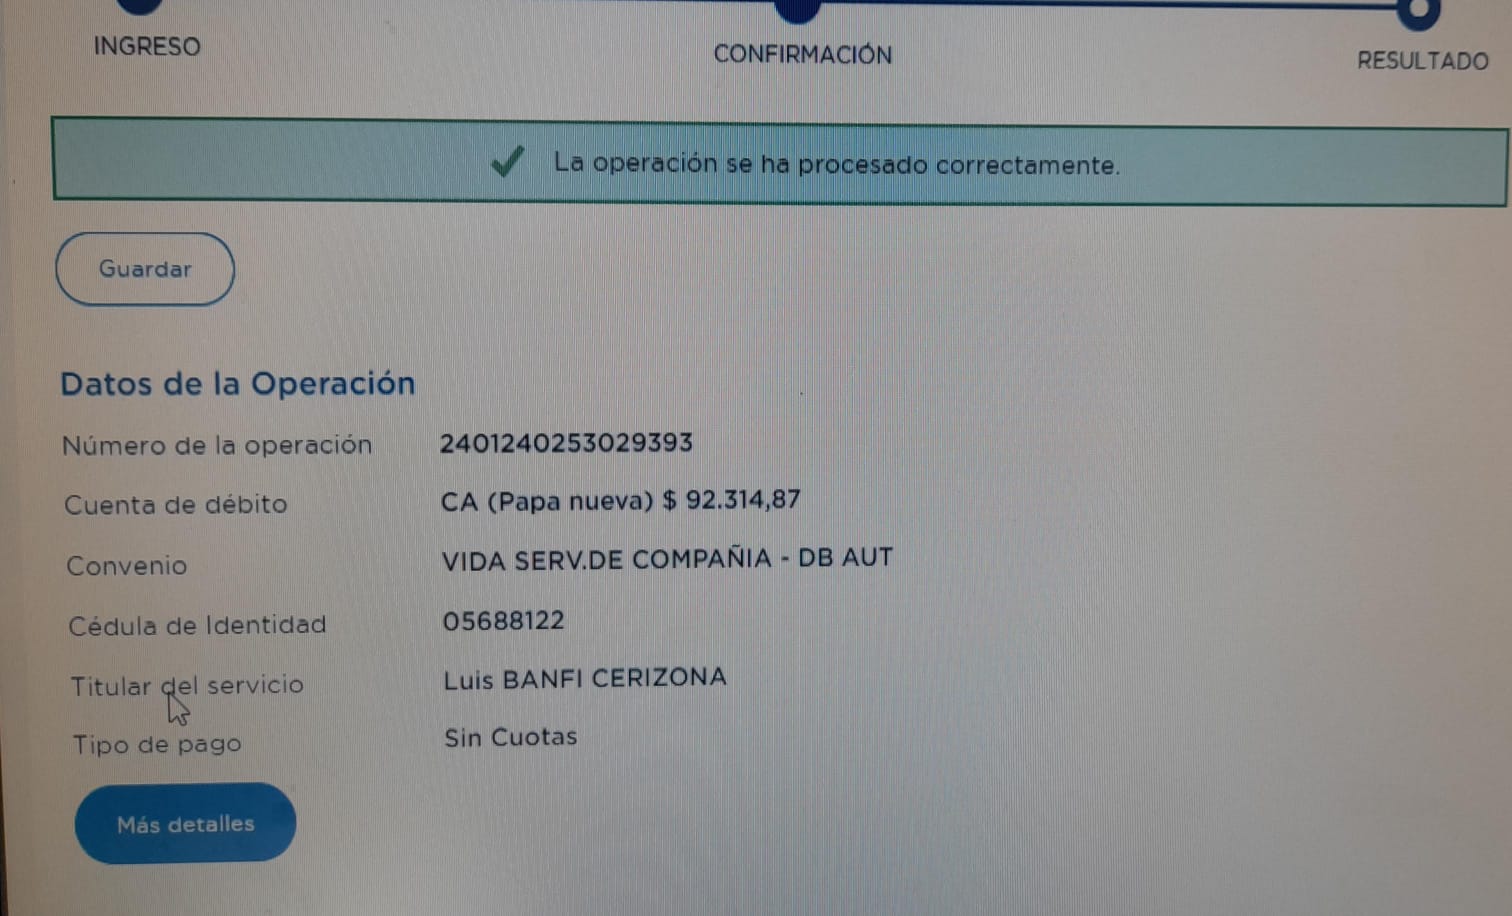 INGRESO
CONFIRMACIÓN
RESULTADO
La operación se ha procesado correctamente.
Guardar
Datos de la Operación
Número de la operación 2401240253029393
Cuenta de débito CA (Papa nueva) $ 92.314,87
Convenio VIDA SERV.DE COMPAÑIA - DB AUT
Cédula de Identidad 05688122
Titular del servicio Luis BANFI CERIZONA
Tipo de pago Sin Cuotas
Más detalles